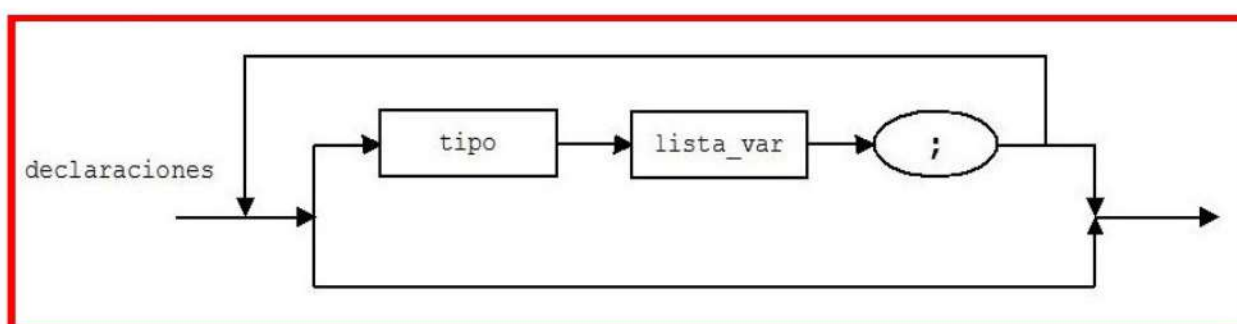 tipo
lista_var
;
declaraciones